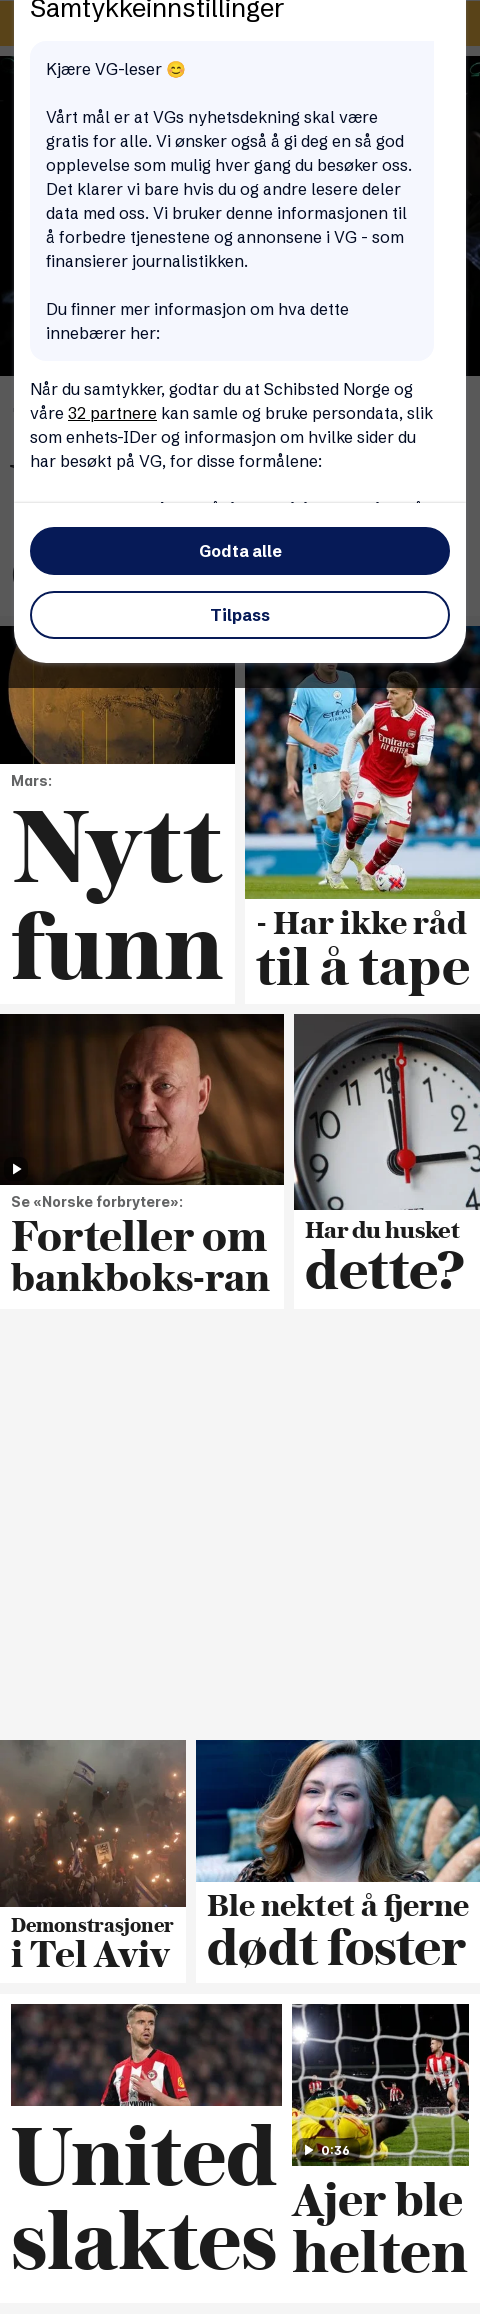 Samtykkeinnstillinger
Kjære VG-leser 😊
Vårt mål er at VGs nyhetsdekning skal være
gratis for alle. Vi ønsker også å gi deg en så god
opplevelse som mulig hver gang du besøker oss.
Det klarer vi bare hvis du og andre lesere deler
data med oss. Vi bruker denne informasjonen til
å forbedre tjenestene og annonsene i VG - som
finansierer journalistikken.
Du finner mer informasjon om hva dette
innebærer her:
Når du samtykker, godtar du at Schibsted Norge og
våre 32 partnere kan samle og bruke persondata, slik
som enhets-IDer og informasjon om hvilke sider du
har besøkt på VG, for disse formålene:
Godta alle
Tilpass
Mars:
Nytt
funn
- Har ikke råd
til å tape
Se «Norske forbrytere»:
Forteller om
bankboks-ran
Har du husket
dette?
Demonstrasjoner
i Tel Aviv
Ble nektet å fjerne
dødt foster
United
slaktes
0:36
Ajer ble
helten